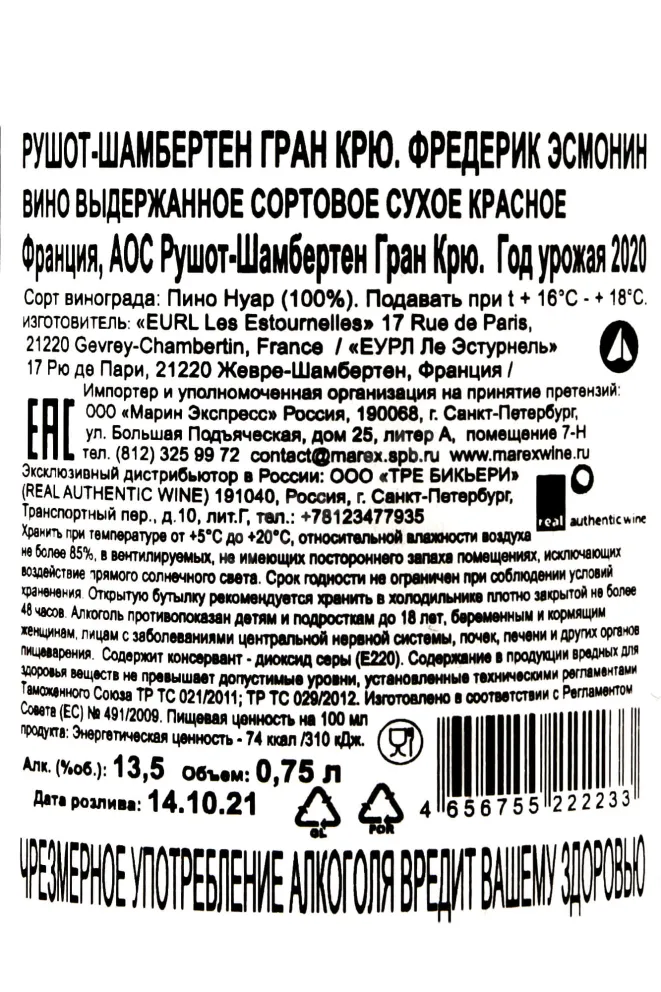 РУШОТ-ШАМБЕРТЕН ГРАН КРЮ. ФРЕДЕРИК ЭСМОНИН
ВИНО ВЫДЕРЖАННОЕ СОРТОВОЕ СУХОЕ КРАСНОЕ
Франция, АОС Рушот-Шамбертен Гран Крю. Год урожая 2020
Сорт винограда: Пино Нуар (100%). Подавать при t + 16°C - + 18°C.
ИЗГОТОВИТЕЛЬ: «EURL Les Estournelles» 17 Rue de Paris,
21220 Gevrey-Chambertin, France / «ЕУРЛ Ле Эстурнель»
17 Рю де Пари, 21220 Жевре-Шамбертен, Франция /
Импортер и уполномоченная организация на принятие претензий:
ЕАС ООО «Марин Экспресс» Россия, 190068, г. Санкт-Петербург,
ул. Большая Подъяческая, дом 25, литер А, помещение 7-Н
тел. (812) 325 99 72 contact@marex.spb.ru www.marexwine.ru
Эксклюзивный дистрибьютор в России: ООО «ТРЕ БИКЬЕРИ»
(REAL AUTHENTIC WINE) 191040, Россия, г. Санкт-Петербург,
Транспортный пер., д.10, лит.Г, тел.: +78123477935
real authentic wine
Хранить при температуре от +5°C до +20°C, относительной влажности воздуха
не более 85%, в вентилируемых, не имеющих постороннего запаха помещениях, исключающих
воздействие прямого солнечного света. Срок годности не ограничен при соблюдении условий
хранения. Открытую бутылку рекомендуется хранить в холодильнике плотно закрытой не более
48 часов. Алкоголь противопоказан детям и подросткам до 18 лет, беременным и кормящим
женщинам, лицам с заболеваниями центральной нервной системы, почек, печени и других органов
пищеварения. Содержит консервант - диоксид серы (Е220). Содержание в продукции вредных для
здоровья веществ не превышает допустимые уровни, установленные техническими регламентами
Таможенного Союза ТР ТС 021/2011; ТР ТС 029/2012. Изготовлено в соответствии с Регламентом
Совета (ЕС) № 491/2009. Пищевая ценность на 100 мл
продукта: Энергетическая ценность - 74 ккал /310 кДж.
Алк. (%об.): 13,5 Объем: 0,75 л
Дата розлива: 14.10.21
GL FOR
4 656755 222233
ЧРЕЗМЕРНОЕ УПОТРЕБЛЕНИЕ АЛКОГОЛЯ ВРЕДИТ ВАШЕМУ ЗДОРОВЬЮ